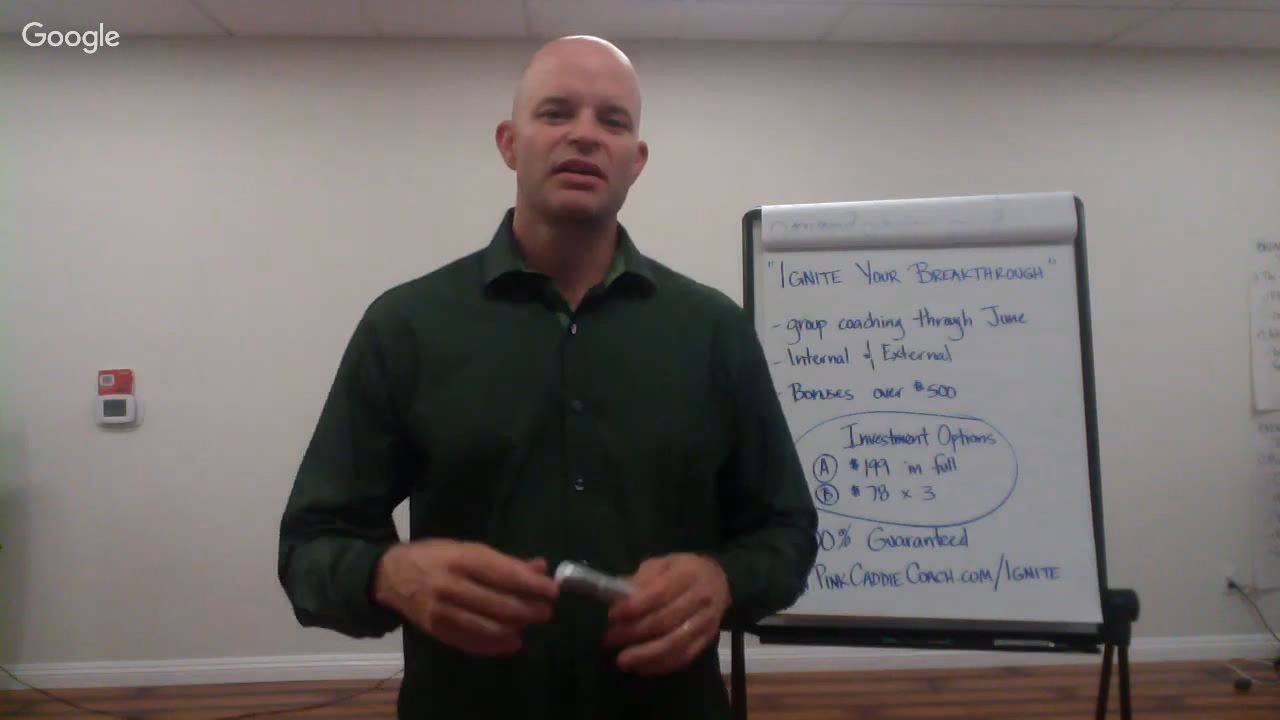 Google
"IGNITE YOUR BREAKTHROUGH"
- group coaching through June
- Internal & External
- Bonuses over $500
Investment Options
A $199 in full
B $78 x 3
00% Guaranteed
PINKCADDIECOACH.COM/IGNITE